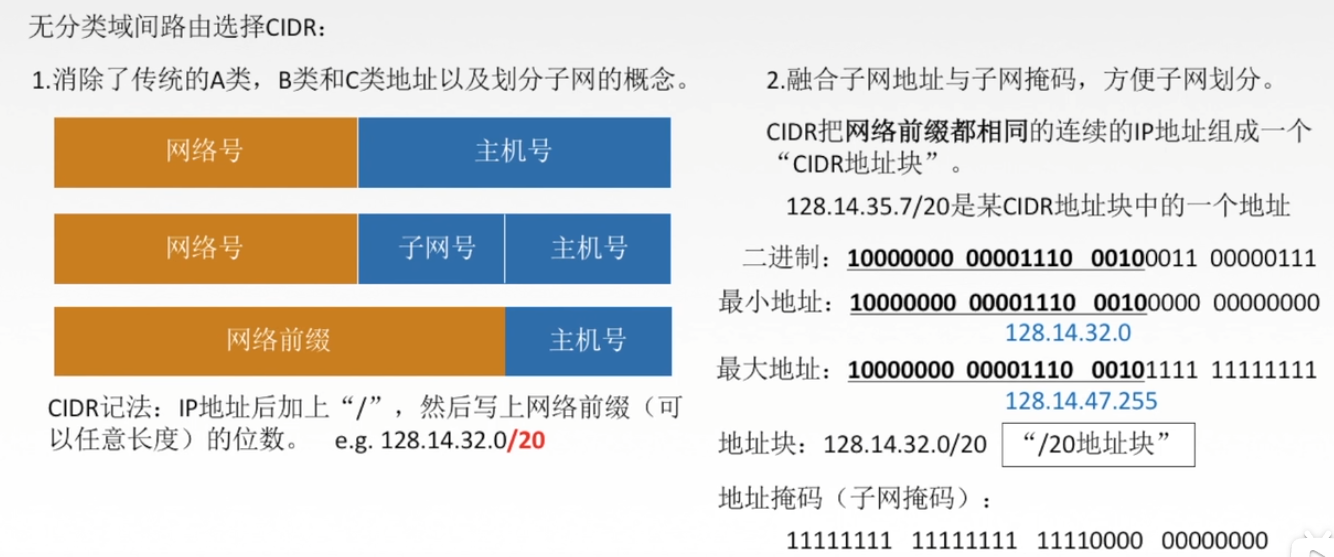 无分类域间路由选择CIDR：
1.消除了传统的A类，B类和C类地址以及划分子网的概念。
网络号 主机号
网络号 子网号 主机号
网络前缀 主机号
CIDR记法：IP地址后加上“/”，然后写上网络前缀（可
以任意长度）的位数。 e.g. 128.14.32.0/20
2.融合子网地址与子网掩码，方便子网划分。
CIDR把网络前缀都相同的连续的IP地址组成一个
“CIDR地址块”。
128.14.35.7/20是某CIDR地址块中的一个地址
二进制：10000000 00001110 00100011 00000111
最小地址：10000000 00001110 00100000 00000000
128.14.32.0
最大地址：10000000 00001110 00101111 11111111
128.14.47.255
地址块：128.14.32.0/20 “/20地址块”
地址掩码（子网掩码）：
11111111 11111111 11110000 00000000